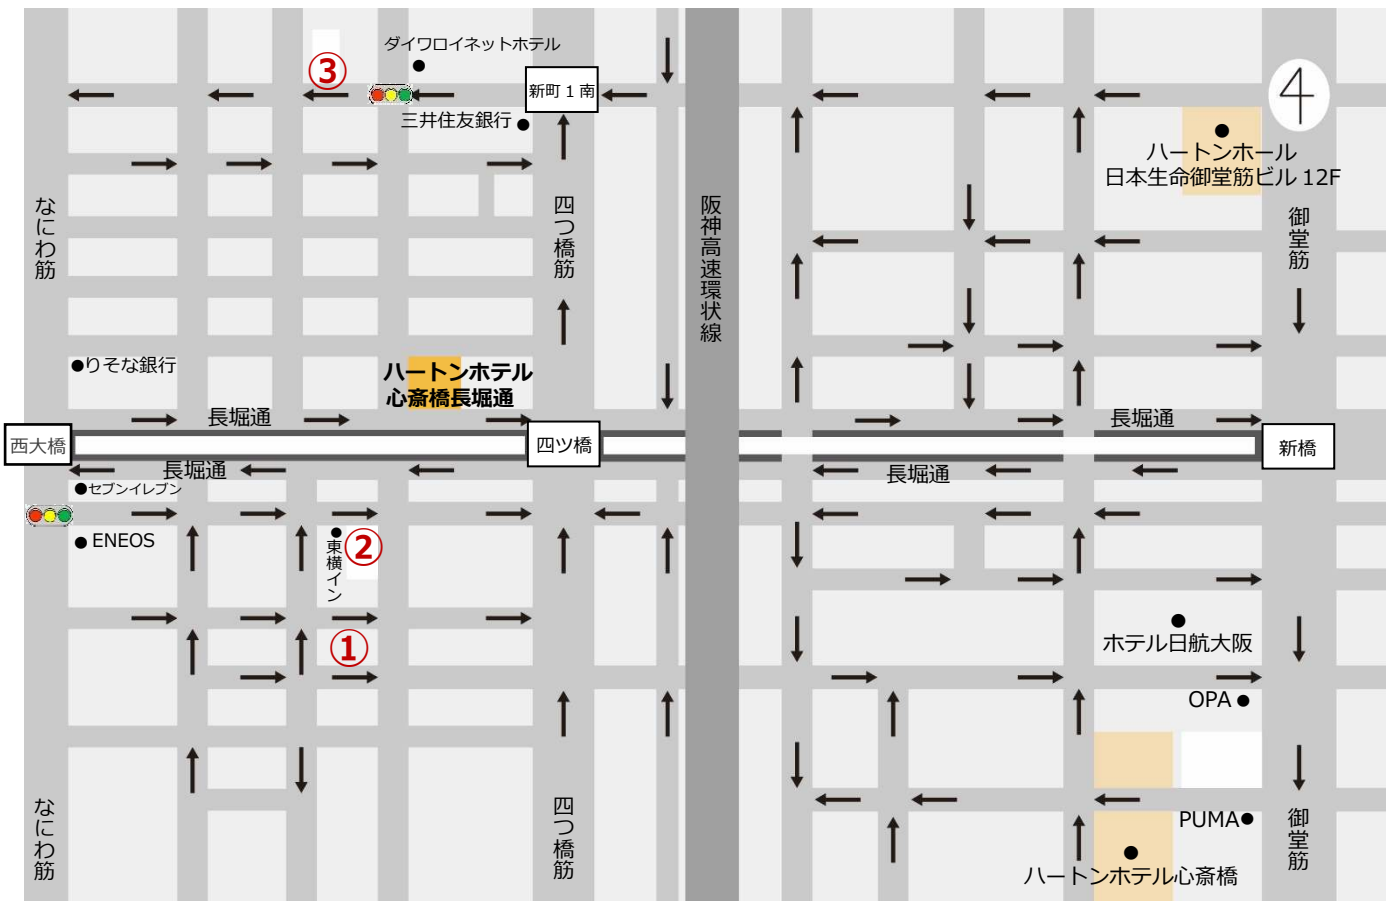 ダイワロイネットホテル
③
新町1南
4
三井住友銀行
ハートンホール
日本生命御堂筋ビル 12F
なにわ筋
四つ橋筋
阪神高速環状線
御堂筋
りそな銀行
ハートンホテル
心斎橋長堀通
長堀通
長堀通
西大橋
四ツ橋
新橋
長堀通
長堀通
セブンイレブン
ENEOS
②
東横イン
①
ホテル日航大阪
OPA
なにわ筋
四つ橋筋
PUMA
御堂筋
ハートンホテル心斎橋